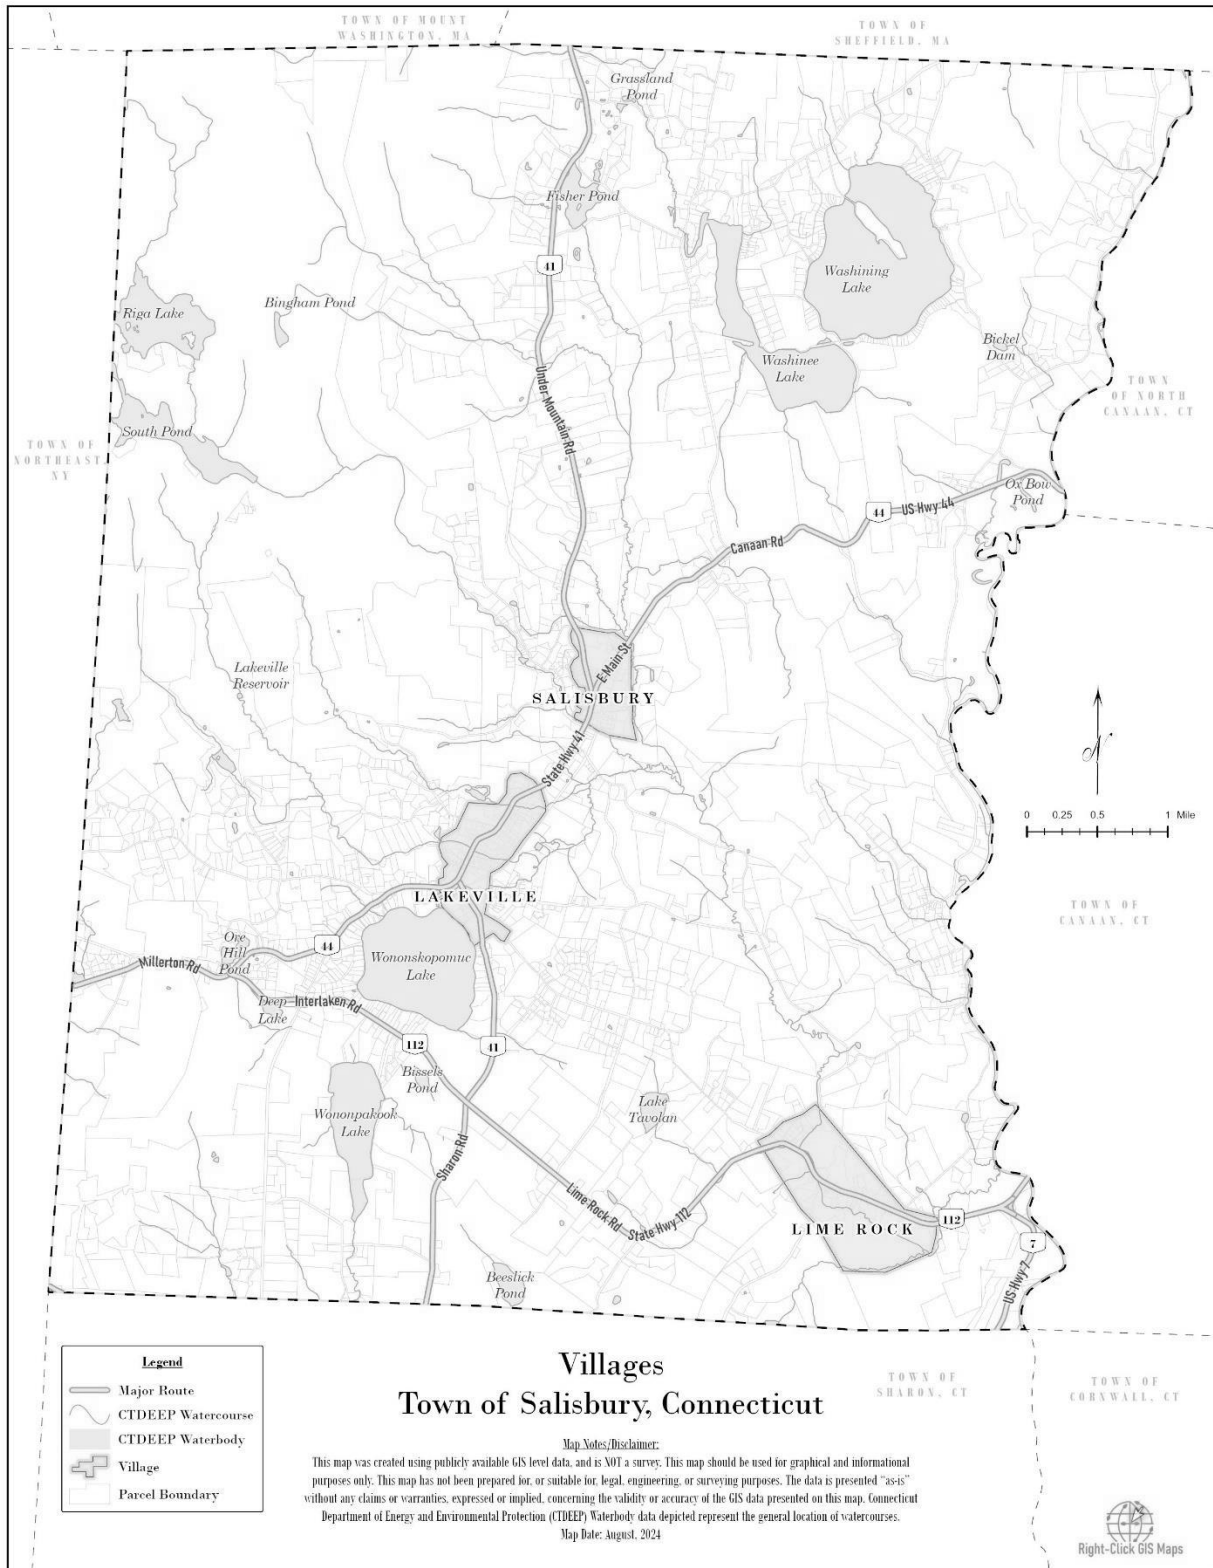 TOWN OF MOUNT
WASHINGTON, MA
TOWN OF
SHEFFIELD, MA
Grassland
Pond
Fisher Pond
41
Washining
Lake
Riga Lake
Bingham Pond
Bickel
Dam
Washinee
Lake
Under Mountain Rd
TOWN
OF NORTH
CANAAN, CT
South Pond
TOWN OF
NORTHEAST,
NY
Ox Bow
Pond
44
US Hwy 44
Canaan Rd
E Main St
Lakeville
Reservoir
SALISBURY
State Hwy 41
N
0 0.25 0.5 1 Mile
LAKEVILLE
TOWN OF
CANAAN, CT
Ore
Hill
Pond
44
Millerton Rd
Wononskopomuc
Lake
Deep
Lake
Interlaken Rd
112
41
Bissels
Pond
Lake
Tavolan
Wononpakook
Lake
Sharon Rd
Lime Rock Rd
State Hwy 112
LIME ROCK
112
7
US Hwy 7
Beeslick
Pond
Legend
Major Route
CTDEEP Watercourse
CTDEEP Waterbody
Village
Parcel Boundary
Villages
Town of Salisbury, Connecticut
TOWN OF
SHARON, CT
TOWN OF
CORNWALL, CT
Map Notes/Disclaimer:
This map was created using publicly available GIS level data, and is NOT a survey. This map should be used for graphical and informational
purposes only. This map has not been prepared for, or suitable for, legal, engineering, or surveying purposes. The data is presented "as-is"
without any claims or warranties, expressed or implied, concerning the validity or accuracy of the GIS data presented on this map. Connecticut
Department of Energy and Environmental Protection (CTDEEP) Waterbody data depicted represent the general location of watercourses.
Map Date: August, 2024
Right-Click GIS Maps